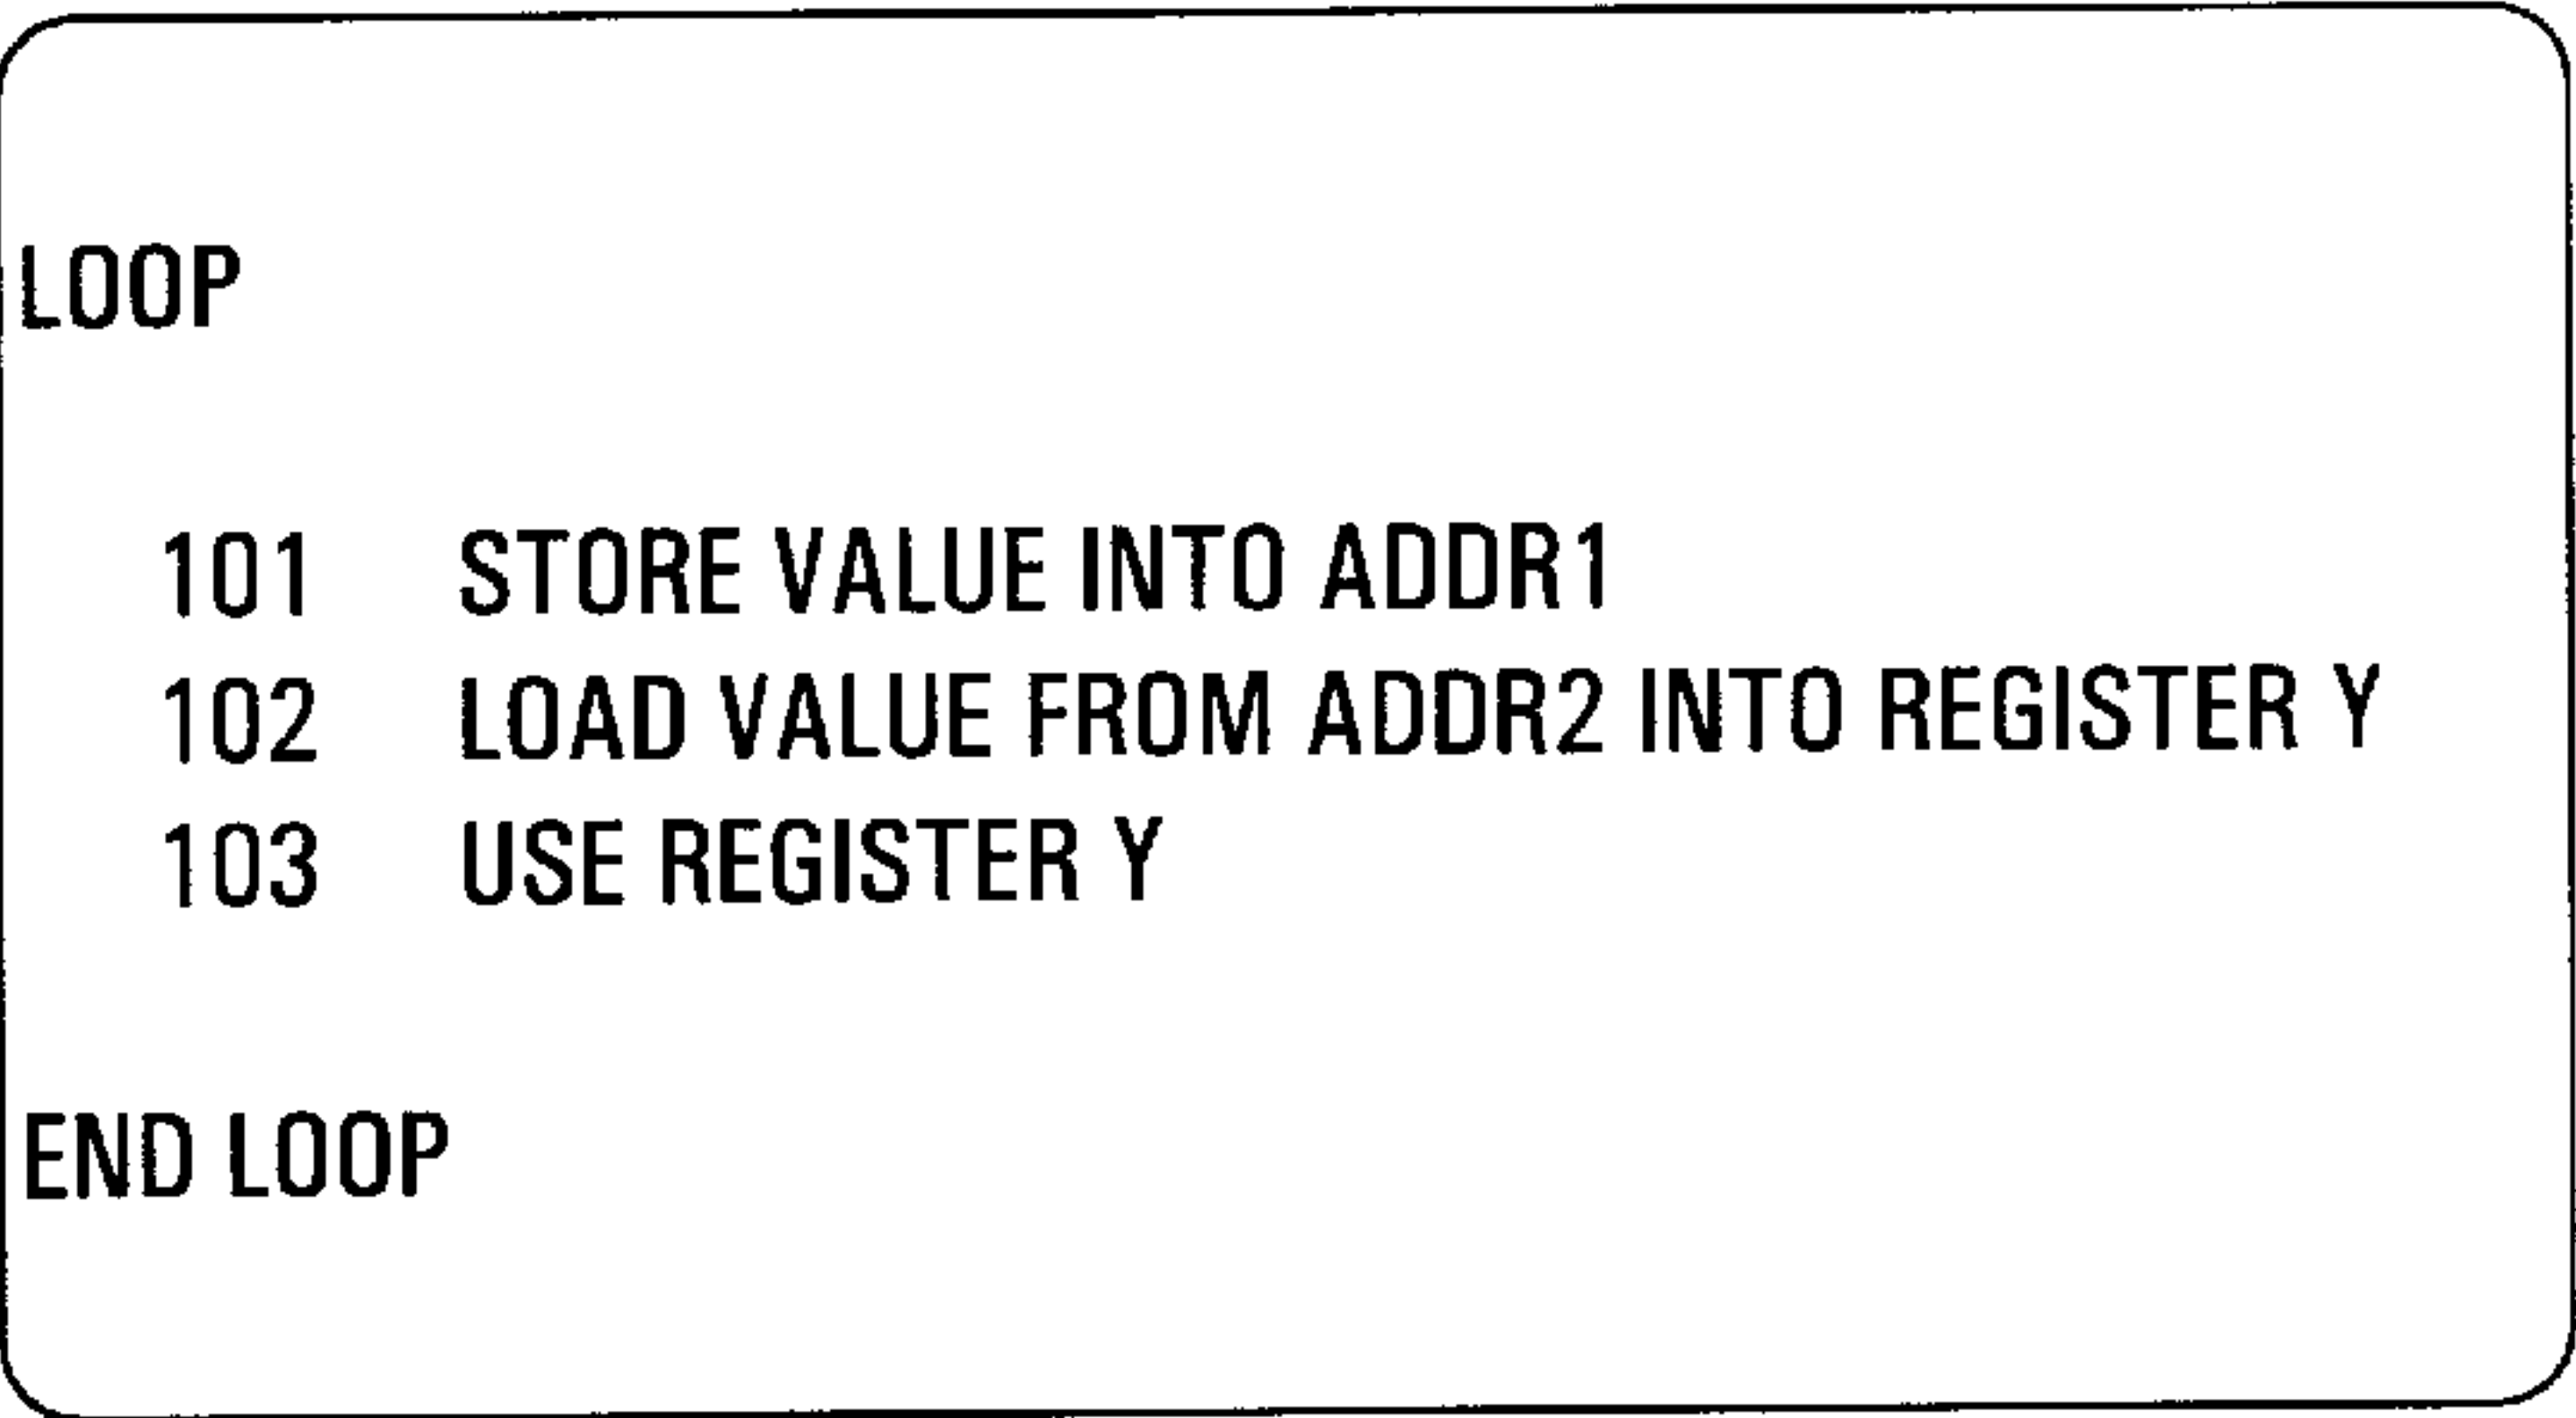 LOOP
101 STORE VALUE INTO ADDR1
102 LOAD VALUE FROM ADDR2 INTO REGISTER Y
103 USE REGISTER Y
END LOOP